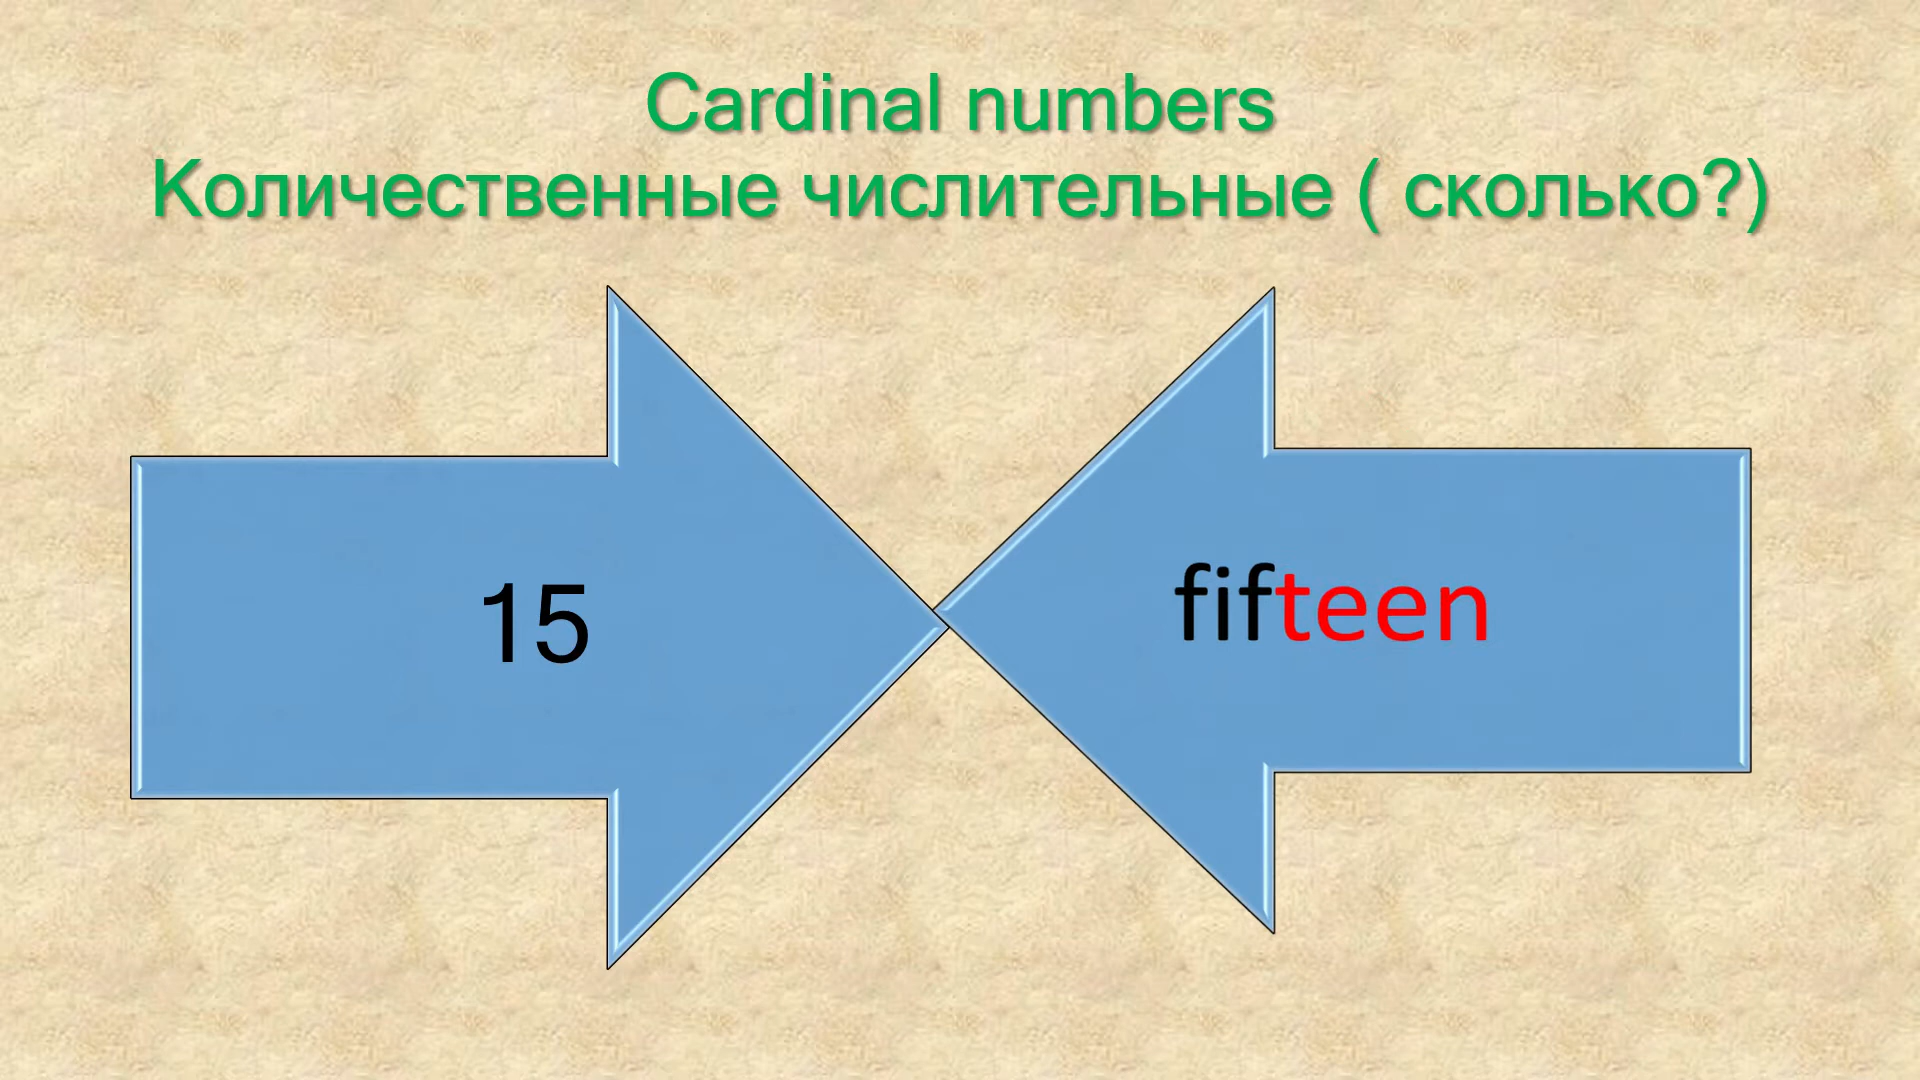 Cardinal numbers
Количественные числительные ( сколько?)
15
fifteen